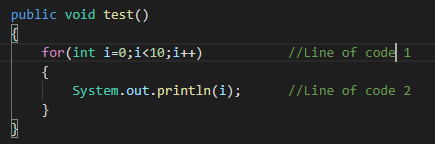 public void test()
{
    for(int i=0;i<10;i++)           //Line of code 1
    {
        System.out.println(i);      //Line of code 2
    }
}